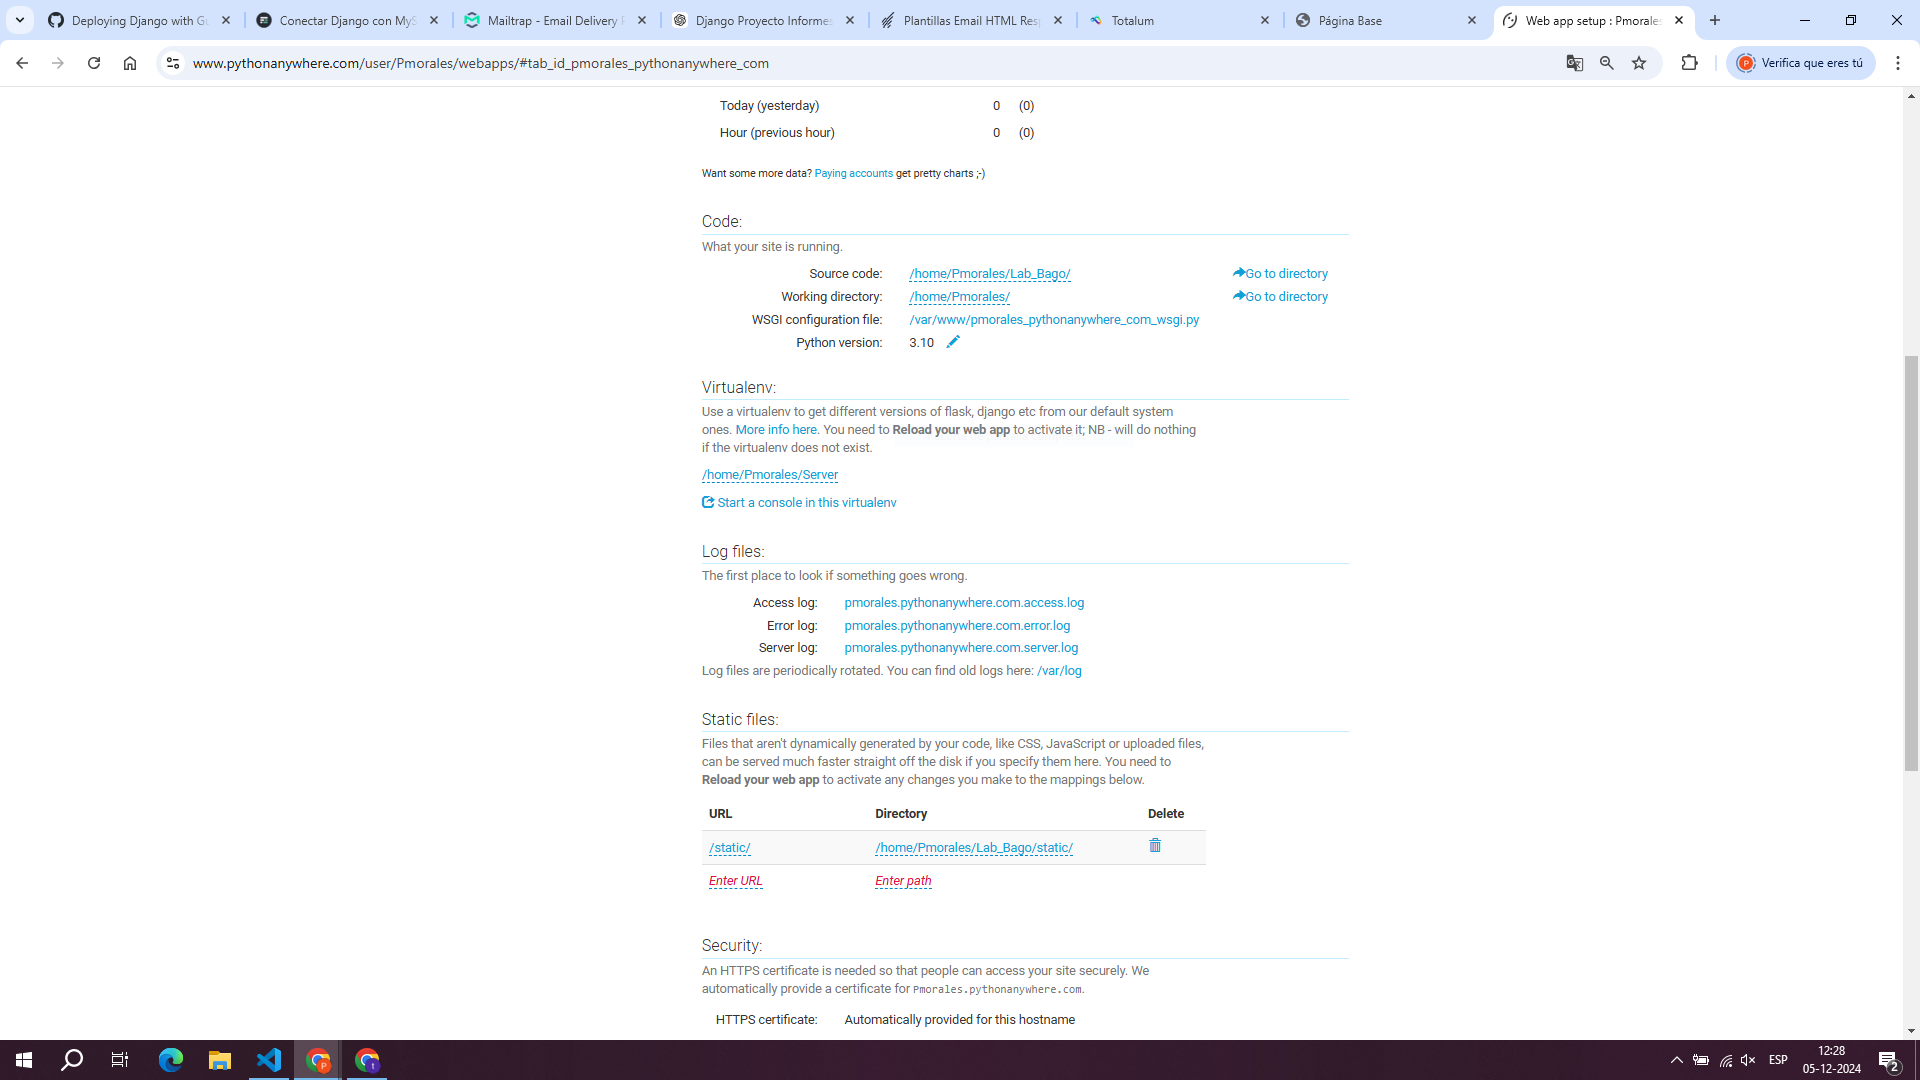 Deploying Django with Gu
Conectar Django con MyS
Mailtrap - Email Delivery P
Django Proyecto Informes
Plantillas Email HTML Res
Totalum
Página Base
Web app setup : Pmorales
www.pythonanywhere.com/user/Pmorales/webapps/#tab_id_pmorales_pythonanywhere_com
P
Verifica que eres tú
Today (yesterday) 0 (0)
Hour (previous hour) 0 (0)
Want some more data? Paying accounts get pretty charts ;-)
Code:
What your site is running.
Source code: /home/Pmorales/Lab_Bago/ Go to directory
Working directory: /home/Pmorales/ Go to directory
WSGI configuration file: /var/www/pmorales_pythonanywhere_com_wsgi.py
Python version: 3.10
Virtualenv:
Use a virtualenv to get different versions of flask, django etc from our default system
ones. More info here. You need to Reload your web app to activate it; NB - will do nothing
if the virtualenv does not exist.
/home/Pmorales/Server
Start a console in this virtualenv
Log files:
The first place to look if something goes wrong.
Access log: pmorales.pythonanywhere.com.access.log
Error log: pmorales.pythonanywhere.com.error.log
Server log: pmorales.pythonanywhere.com.server.log
Log files are periodically rotated. You can find old logs here: /var/log
Static files:
Files that aren't dynamically generated by your code, like CSS, JavaScript or uploaded files,
can be served much faster straight off the disk if you specify them here. You need to
Reload your web app to activate any changes you make to the mappings below.
URL Directory Delete
/static/ /home/Pmorales/Lab_Bago/static/
Enter URL Enter path
Security:
An HTTPS certificate is needed so that people can access your site securely. We
automatically provide a certificate for Pmorales.pythonanywhere.com.
HTTPS certificate: Automatically provided for this hostname
ESP
12:28
05-12-2024
2